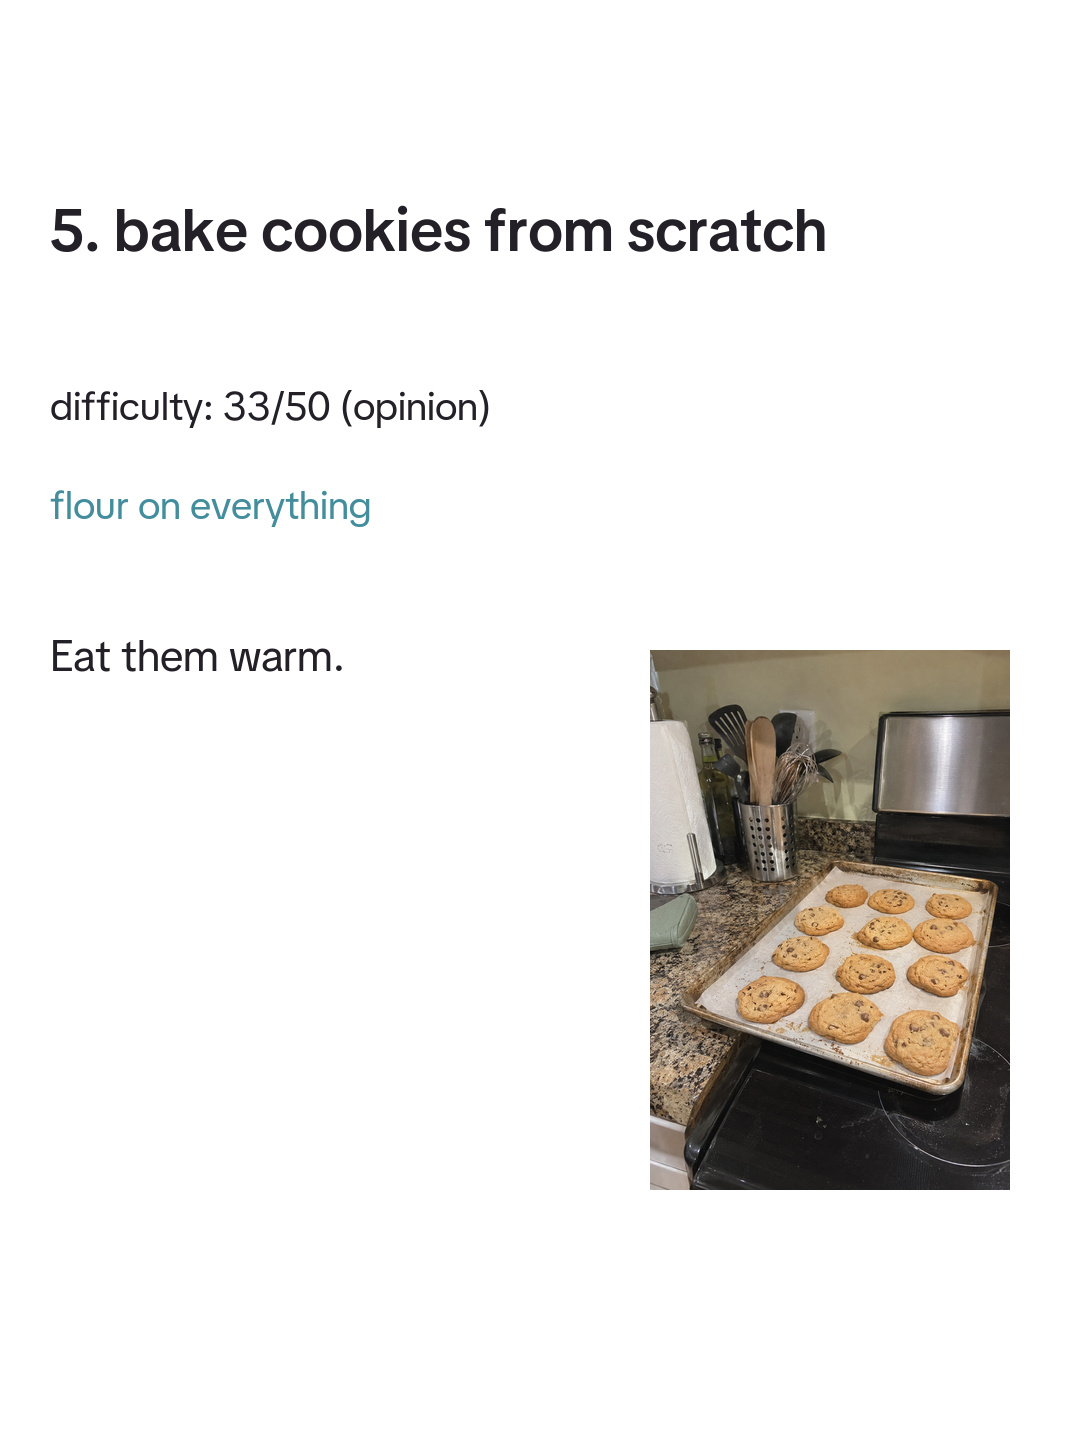 5. bake cookies from scratch
difficulty: 33/50 (opinion)
flour on everything
Eat them warm.